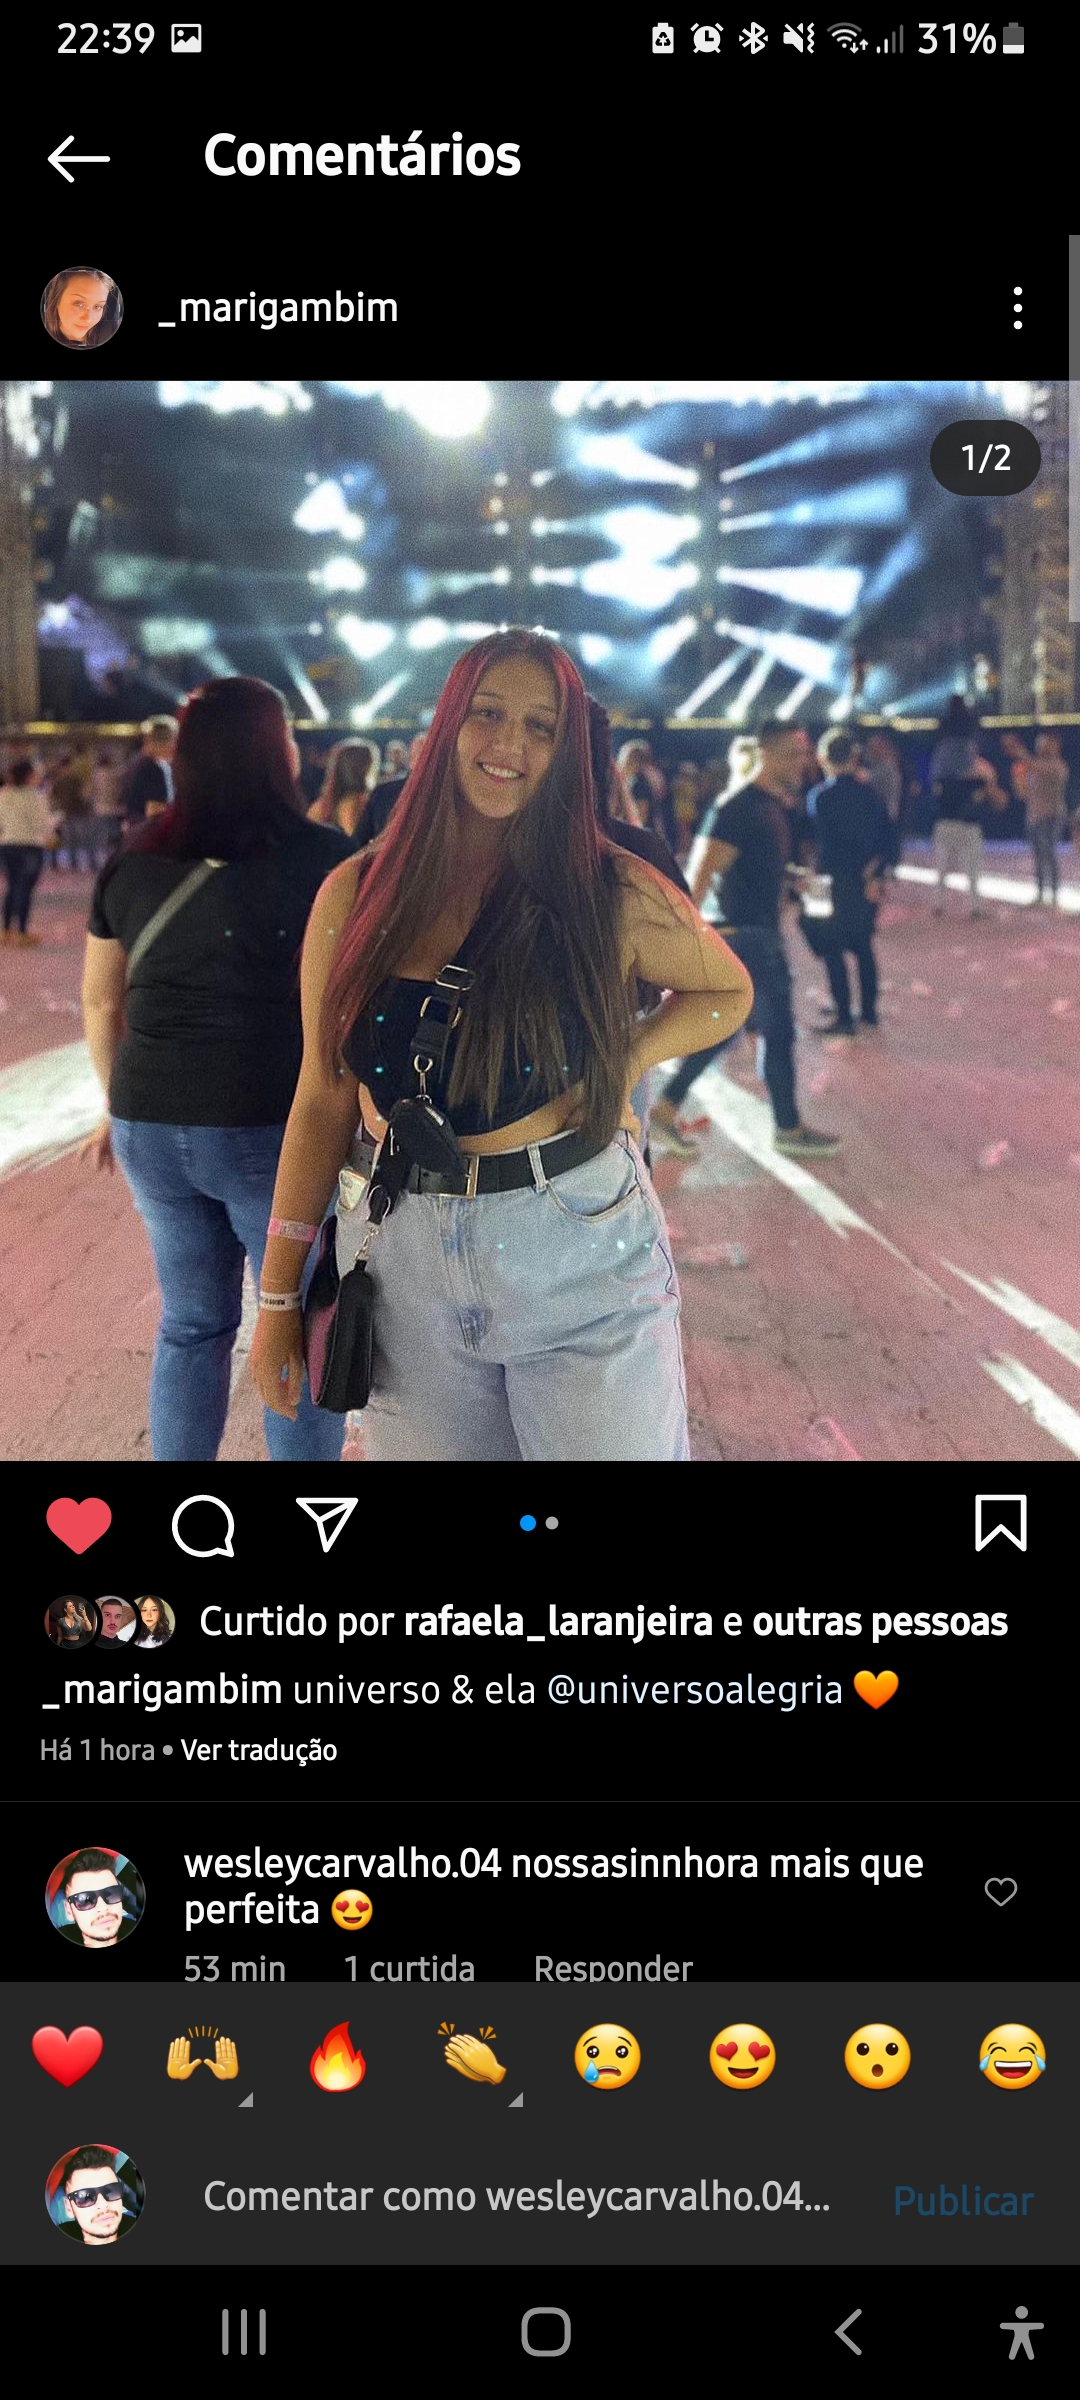 22:39 31%
Comentários
_marigambim
1/2
Curtido por rafaela_laranjeira e outras pessoas
_marigambim universo & ela @universoalegria 🧡
Há 1 hora • Ver tradução
wesleycarvalho.04 nossasinnhora mais que
perfeita 😍
53 min 1 curtida Responder
Comentar como wesleycarvalho.04... Publicar